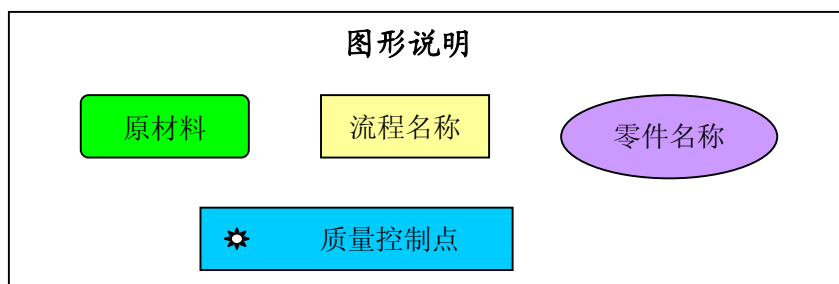 图形说明
原材料
流程名称
零件名称
质量控制点